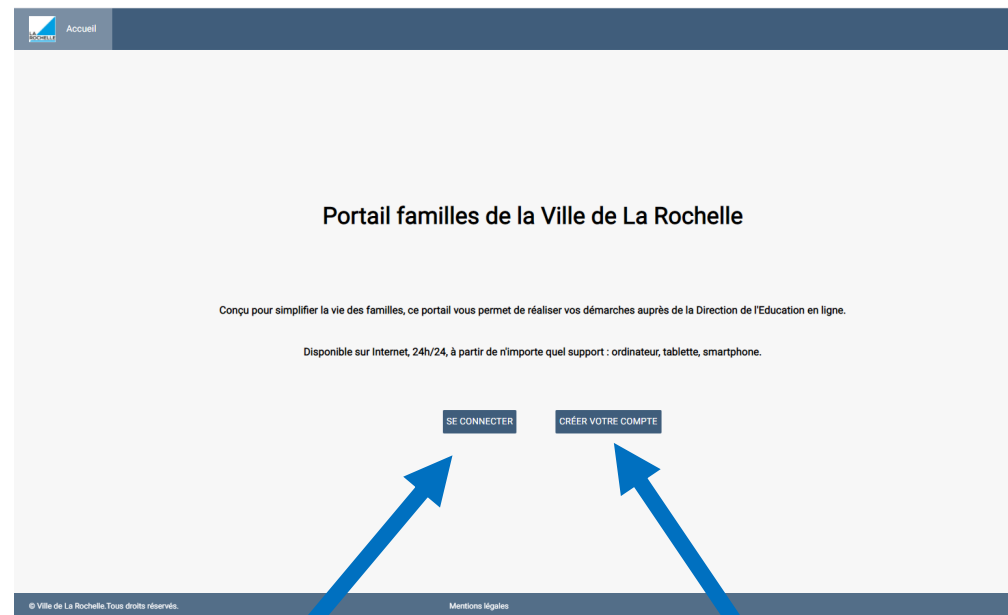 LA ROCHELLE
Accueil
Portail familles de la Ville de La Rochelle
Conçu pour simplifier la vie des familles, ce portail vous permet de réaliser vos démarches auprès de la Direction de l'Education en ligne.
Disponible sur Internet, 24h/24, à partir de n'importe quel support : ordinateur, tablette, smartphone.
SE CONNECTER
CRÉER VOTRE COMPTE
© Ville de La Rochelle.Tous droits réservés.
Mentions légales